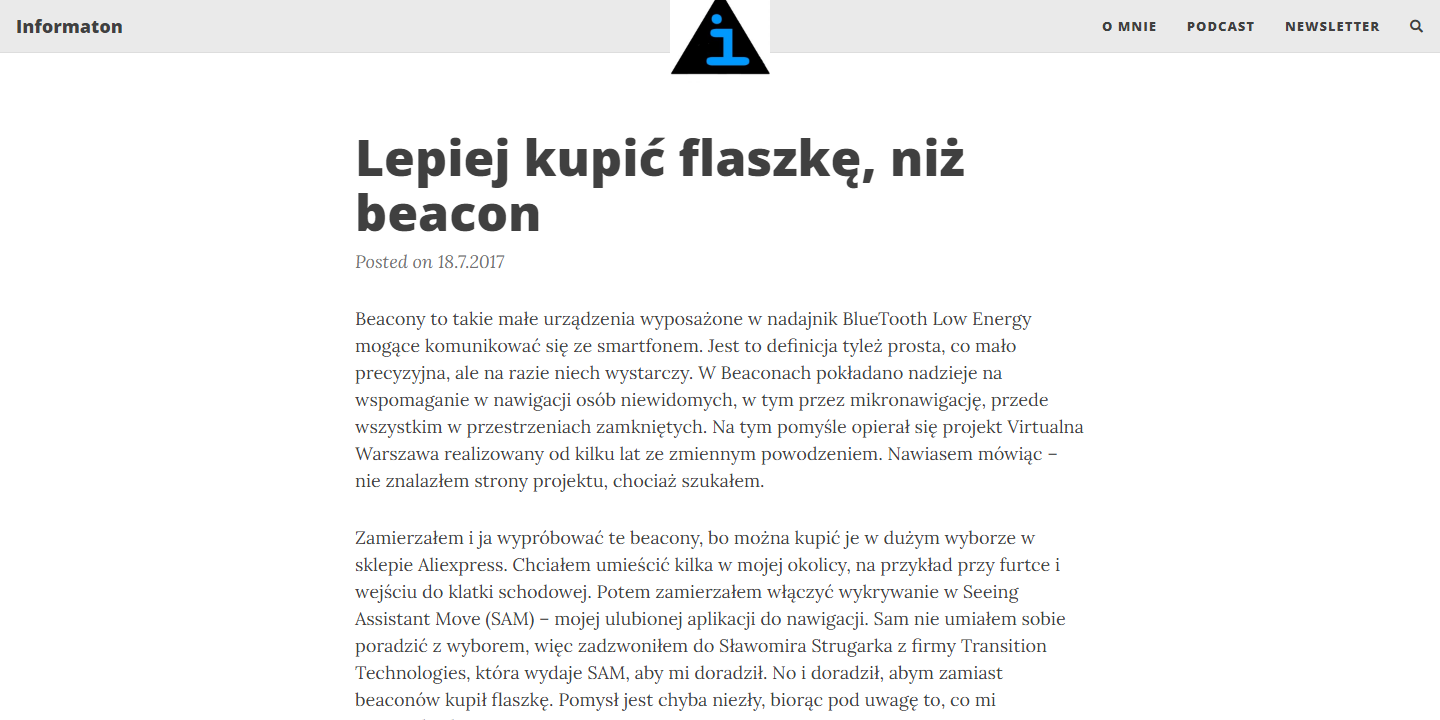 Informaton
i
O MNIE
PODCAST
NEWSLETTER
Lepiej kupić flaszkę, niż
beacon
Posted on 18.7.2017
Beacony to takie małe urządzenia wyposażone w nadajnik BlueTooth Low Energy
mogące komunikować się ze smartfonem. Jest to definicja tyleż prosta, co mało
precyzyjna, ale na razie niech wystarczy. W Beaconach pokładano nadzieje na
wspomaganie w nawigacji osób niewidomych, w tym przez mikronawigację, przede
wszystkim w przestrzeniach zamkniętych. Na tym pomyśle opierał się projekt Virtualna
Warszawa realizowany od kilku lat ze zmiennym powodzeniem. Nawiasem mówiąc –
nie znalazłem strony projektu, chociaż szukałem.
Zamierzałem i ja wypróbować te beacony, bo można kupić je w dużym wyborze w
sklepie Aliexpress. Chciałem umieścić kilka w mojej okolicy, na przykład przy furtce i
wejściu do klatki schodowej. Potem zamierzałem włączyć wykrywanie w Seeing
Assistant Move (SAM) – mojej ulubionej aplikacji do nawigacji. Sam nie umiałem sobie
poradzić z wyborem, więc zadzwoniłem do Sławomira Strugarka z firmy Transition
Technologies, która wydaje SAM, aby mi doradził. No i doradził, abym zamiast
beaconów kupił flaszkę. Pomysł jest chyba niezły, biorąc pod uwagę to, co mi